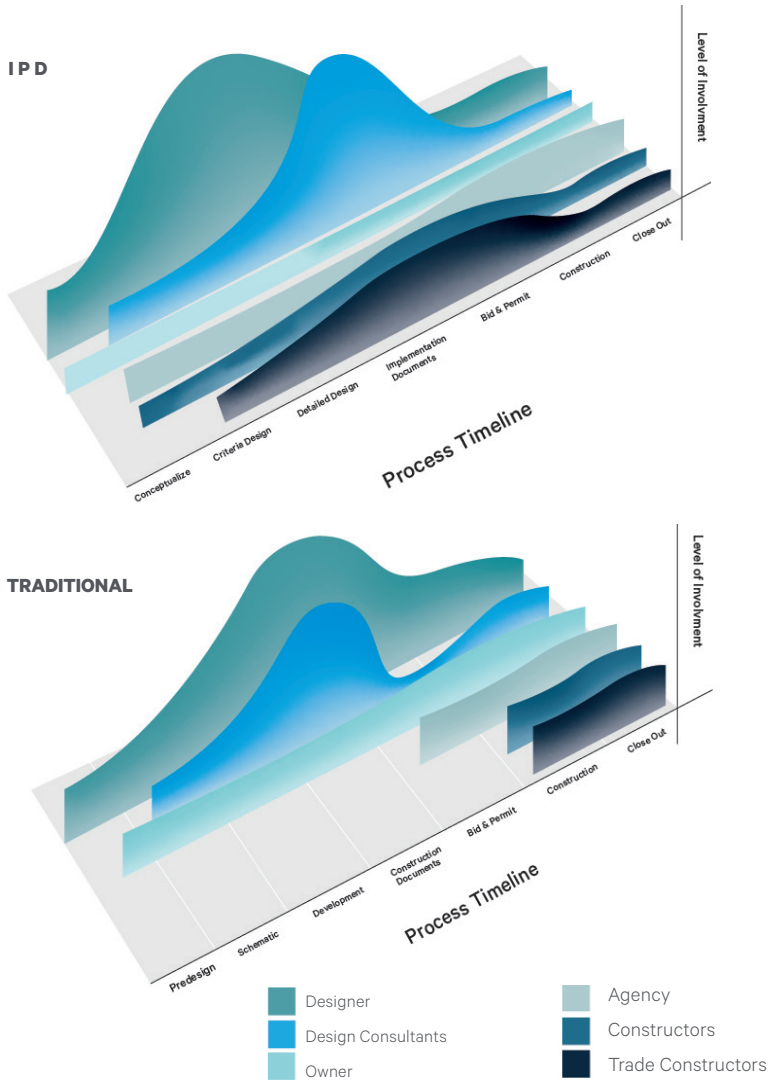 IPD
Level of Involvment
Close Out
Construction
Bid & Permit
Implementation
Documents
Detailed Design
Criteria Design
Conceptualize
Process Timeline
TRADITIONAL
Level of Involvment
Close Out
Construction
Bid & Permit
Construction
Documents
Development
Schematic
Predesign
Process Timeline
Designer
Design Consultants
Owner
Agency
Constructors
Trade Constructors